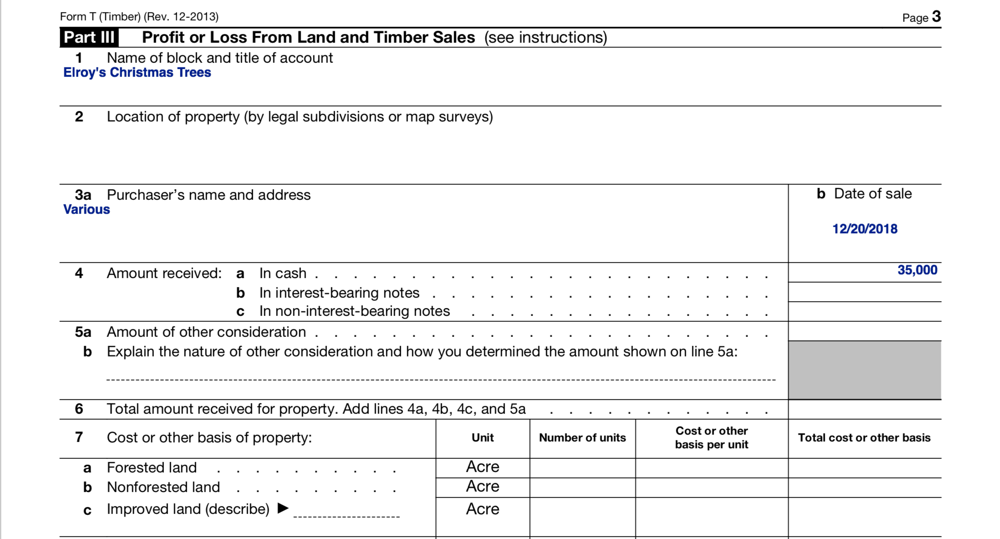 Form T (Timber) (Rev. 12-2013) Page 3
Part III Profit or Loss From Land and Timber Sales (see instructions)
1 Name of block and title of account
Elroy's Christmas Trees
2 Location of property (by legal subdivisions or map surveys)
3a Purchaser’s name and address b Date of sale
Various
12/20/2018
4 Amount received: a In cash . . . . . . . . . . . . . . . . . . . . . . . . 35,000
b In interest-bearing notes . . . . . . . . . . . . . . . . . .
c In non-interest-bearing notes . . . . . . . . . . . . . . . .
5a Amount of other consideration . . . . . . . . . . . . . . . . . . . . . . . .
b Explain the nature of other consideration and how you determined the amount shown on line 5a:
6 Total amount received for property. Add lines 4a, 4b, 4c, and 5a . . . . . . . . . . . .
7 Cost or other basis of property: Unit Number of units Cost or other basis per unit Total cost or other basis
a Forested land . . . . . . . . . . Acre
b Nonforested land . . . . . . . . . Acre
c Improved land (describe) ▶ Acre